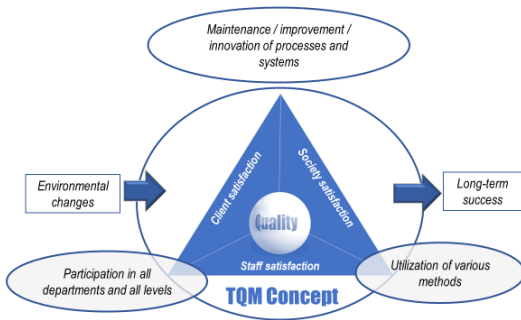 Maintenance / improvement /
innovation of processes and
systems
Client satisfaction
Society satisfaction
Environmental
changes
Long-term
success
Quality
Staff satisfaction
Participation in all
departments and all levels
Utilization of various
methods
TQM Concept